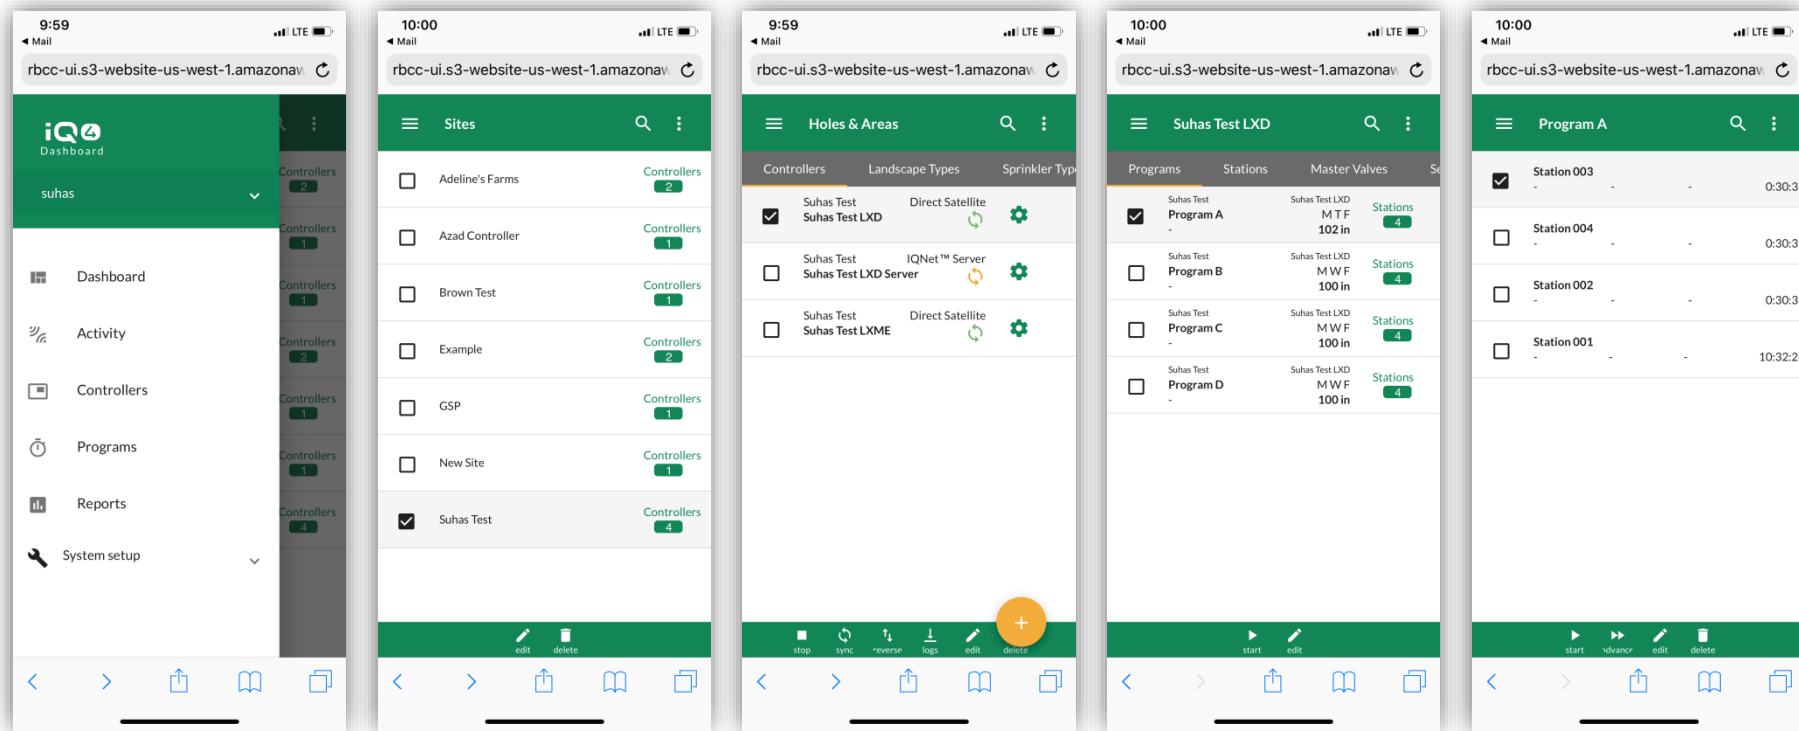 9:59
Mail
LTE
rbcc-ui.s3-website-us-west-1.amazonaw
iQ4
Dashboard
suhas
Dashboard
Activity
Controllers
Programs
Reports
System setup
Controllers
2
Controllers
1
Controllers
1
Controllers
2
Controllers
1
Controllers
1
Controllers
4
10:00
Mail
LTE
rbcc-ui.s3-website-us-west-1.amazonaw
Sites
Adeline's Farms
Controllers
2
Azad Controller
Controllers
1
Brown Test
Controllers
1
Example
Controllers
2
GSP
Controllers
1
New Site
Controllers
1
Suhas Test
Controllers
4
edit delete
9:59
Mail
LTE
rbcc-ui.s3-website-us-west-1.amazonaw
Holes & Areas
Controllers Landscape Types Sprinkler Typ
Suhas Test Direct Satellite
Suhas Test LXD
Suhas Test IQNet™ Server
Suhas Test LXD Server
Suhas Test Direct Satellite
Suhas Test LXME
+
stop sync reverse logs edit delete
10:00
Mail
LTE
rbcc-ui.s3-website-us-west-1.amazonaw
Suhas Test LXD
Programs Stations Master Valves Se
Suhas Test Suhas Test LXD
Program A M T F
- 102 in
Stations
4
Suhas Test Suhas Test LXD
Program B M W F
- 100 in
Stations
4
Suhas Test Suhas Test LXD
Program C M W F
- 100 in
Stations
4
Suhas Test Suhas Test LXD
Program D M W F
- 100 in
Stations
4
start edit
10:00
Mail
LTE
rbcc-ui.s3-website-us-west-1.amazonaw
Program A
Station 003
- - - 0:30:3
Station 004
- - - 0:30:3
Station 002
- - - 0:30:3
Station 001
- - - 10:32:2
start advance edit delete